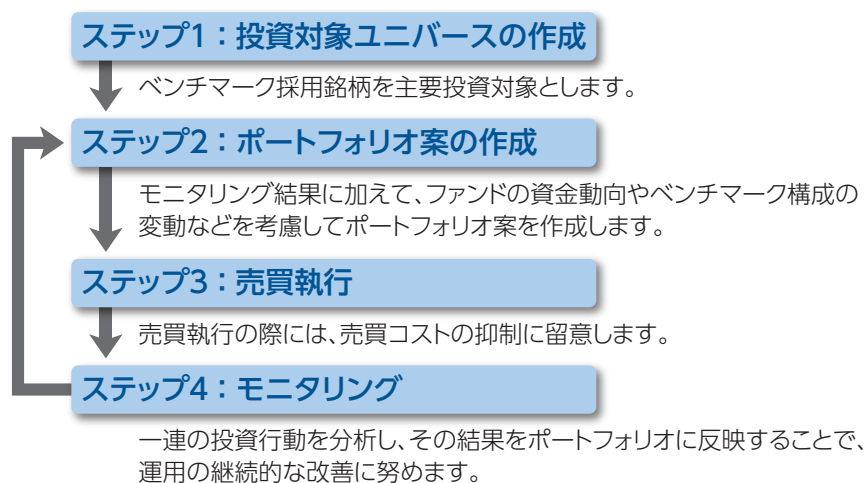 ステップ1：投資対象ユニバースの作成
ベンチマーク採用銘柄を主要投資対象とします。
ステップ2：ポートフォリオ案の作成
モニタリング結果に加えて、ファンドの資金動向やベンチマーク構成の
変動などを考慮してポートフォリオ案を作成します。
ステップ3：売買執行
売買執行の際には、売買コストの抑制に留意します。
ステップ4：モニタリング
一連の投資行動を分析し、その結果をポートフォリオに反映することで、
運用の継続的な改善に努めます。